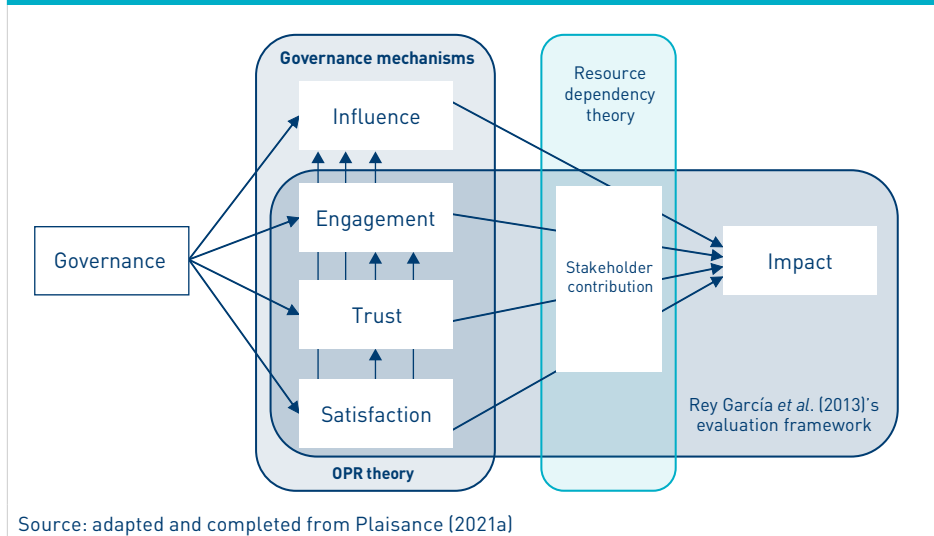 Governance mechanisms
Influence
Engagement
Trust
Satisfaction
OPR theory
Governance
Resource
dependency
theory
Stakeholder
contribution
Impact
Rey García et al. (2013)'s
evaluation framework
Source: adapted and completed from Plaisance (2021a)